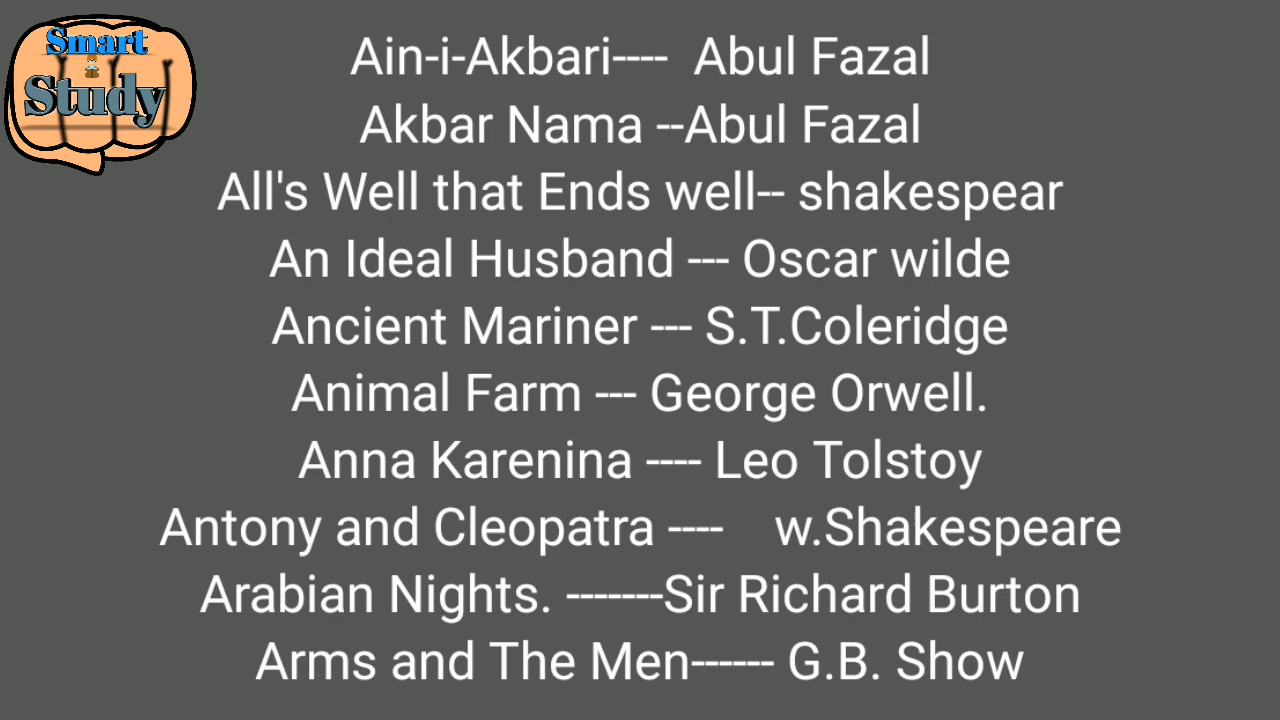 Smart
Study
Ain-i-Akbari---- Abul Fazal
Akbar Nama --Abul Fazal
All's Well that Ends well-- shakespear
An Ideal Husband --- Oscar wilde
Ancient Mariner --- S.T.Coleridge
Animal Farm --- George Orwell.
Anna Karenina ---- Leo Tolstoy
Antony and Cleopatra ---- w.Shakespeare
Arabian Nights. -------Sir Richard Burton
Arms and The Men------ G.B. Show